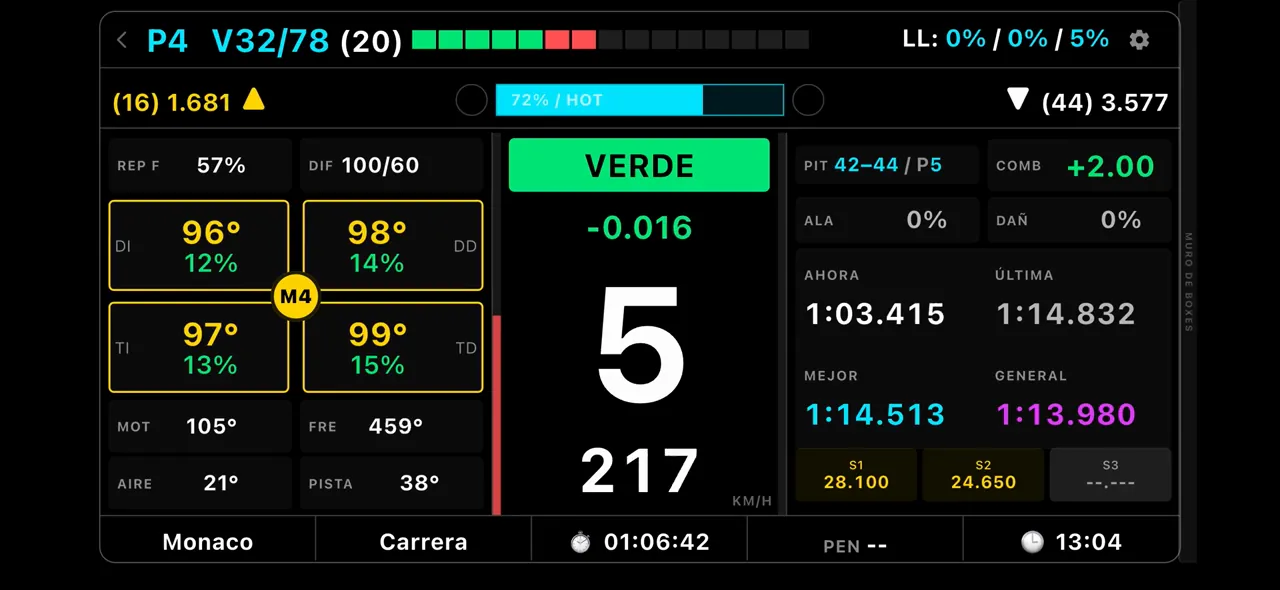 P4 V32/78 (20) LL: 0% / 0% / 5%
(16) 1.681 72% / HOT (44) 3.577
REP F 57% DIF 100/60
DI 96° 12% 98° 14% DD
M4
TI 97° 13% 99° 15% TD
MOT 105° FRE 459°
AIRE 21° PISTA 38°
VERDE
-0.016
5
217
KM/H
PIT 42–44 / P5 COMB +2.00
ALA 0% DAÑ 0%
AHORA ÚLTIMA
1:03.415 1:14.832
MEJOR GENERAL
1:14.513 1:13.980
S1 S2 S3
28.100 24.650 --.---
MURO DE BOXES
Monaco Carrera 01:06:42 PEN -- 13:04